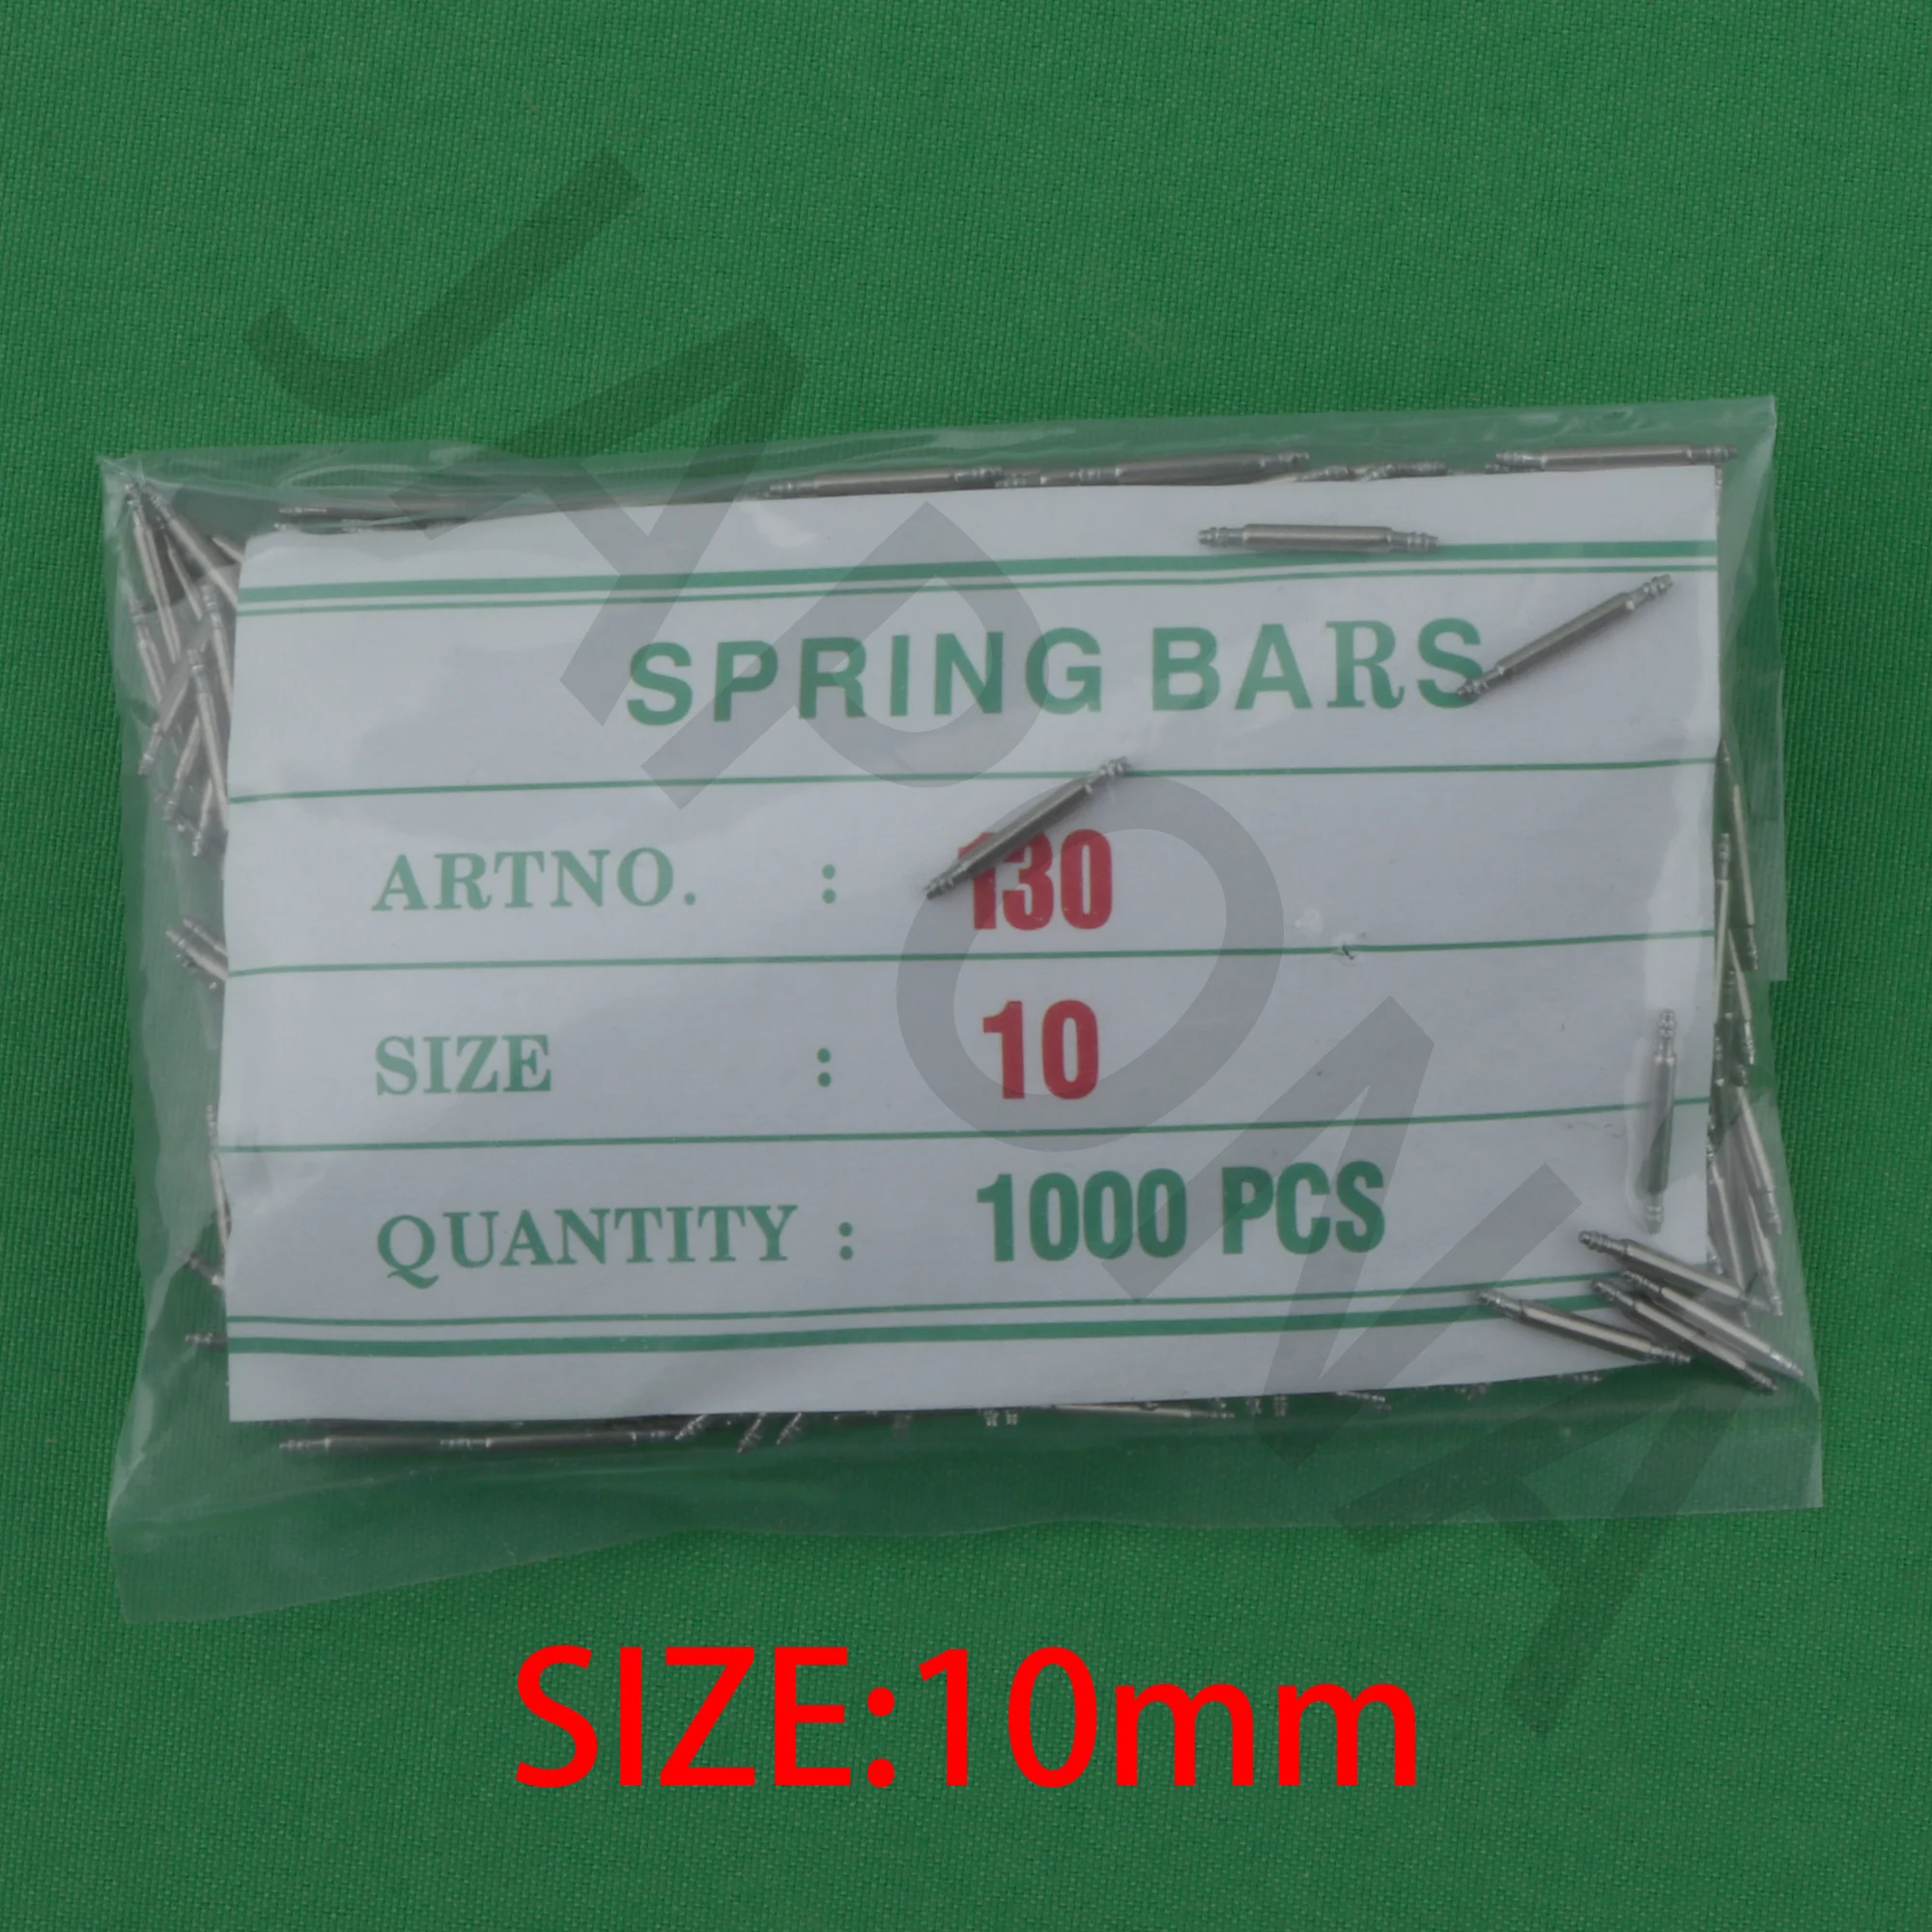 SPRING BARS
ARTNO. : 130
SIZE : 10
QUANTITY : 1000 PCS
SIZE:10mm